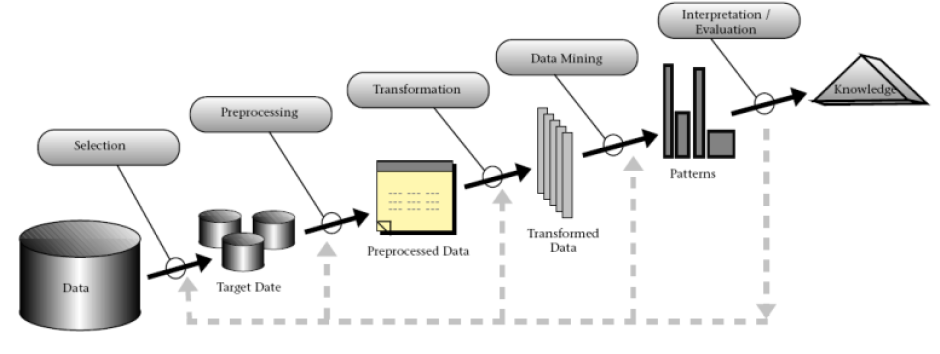 Interpretation /
Evaluation
Data Mining
Transformation
Preprocessing
Selection
Knowledge
Patterns
Transformed
Data
Preprocessed Data
Target Date
Data